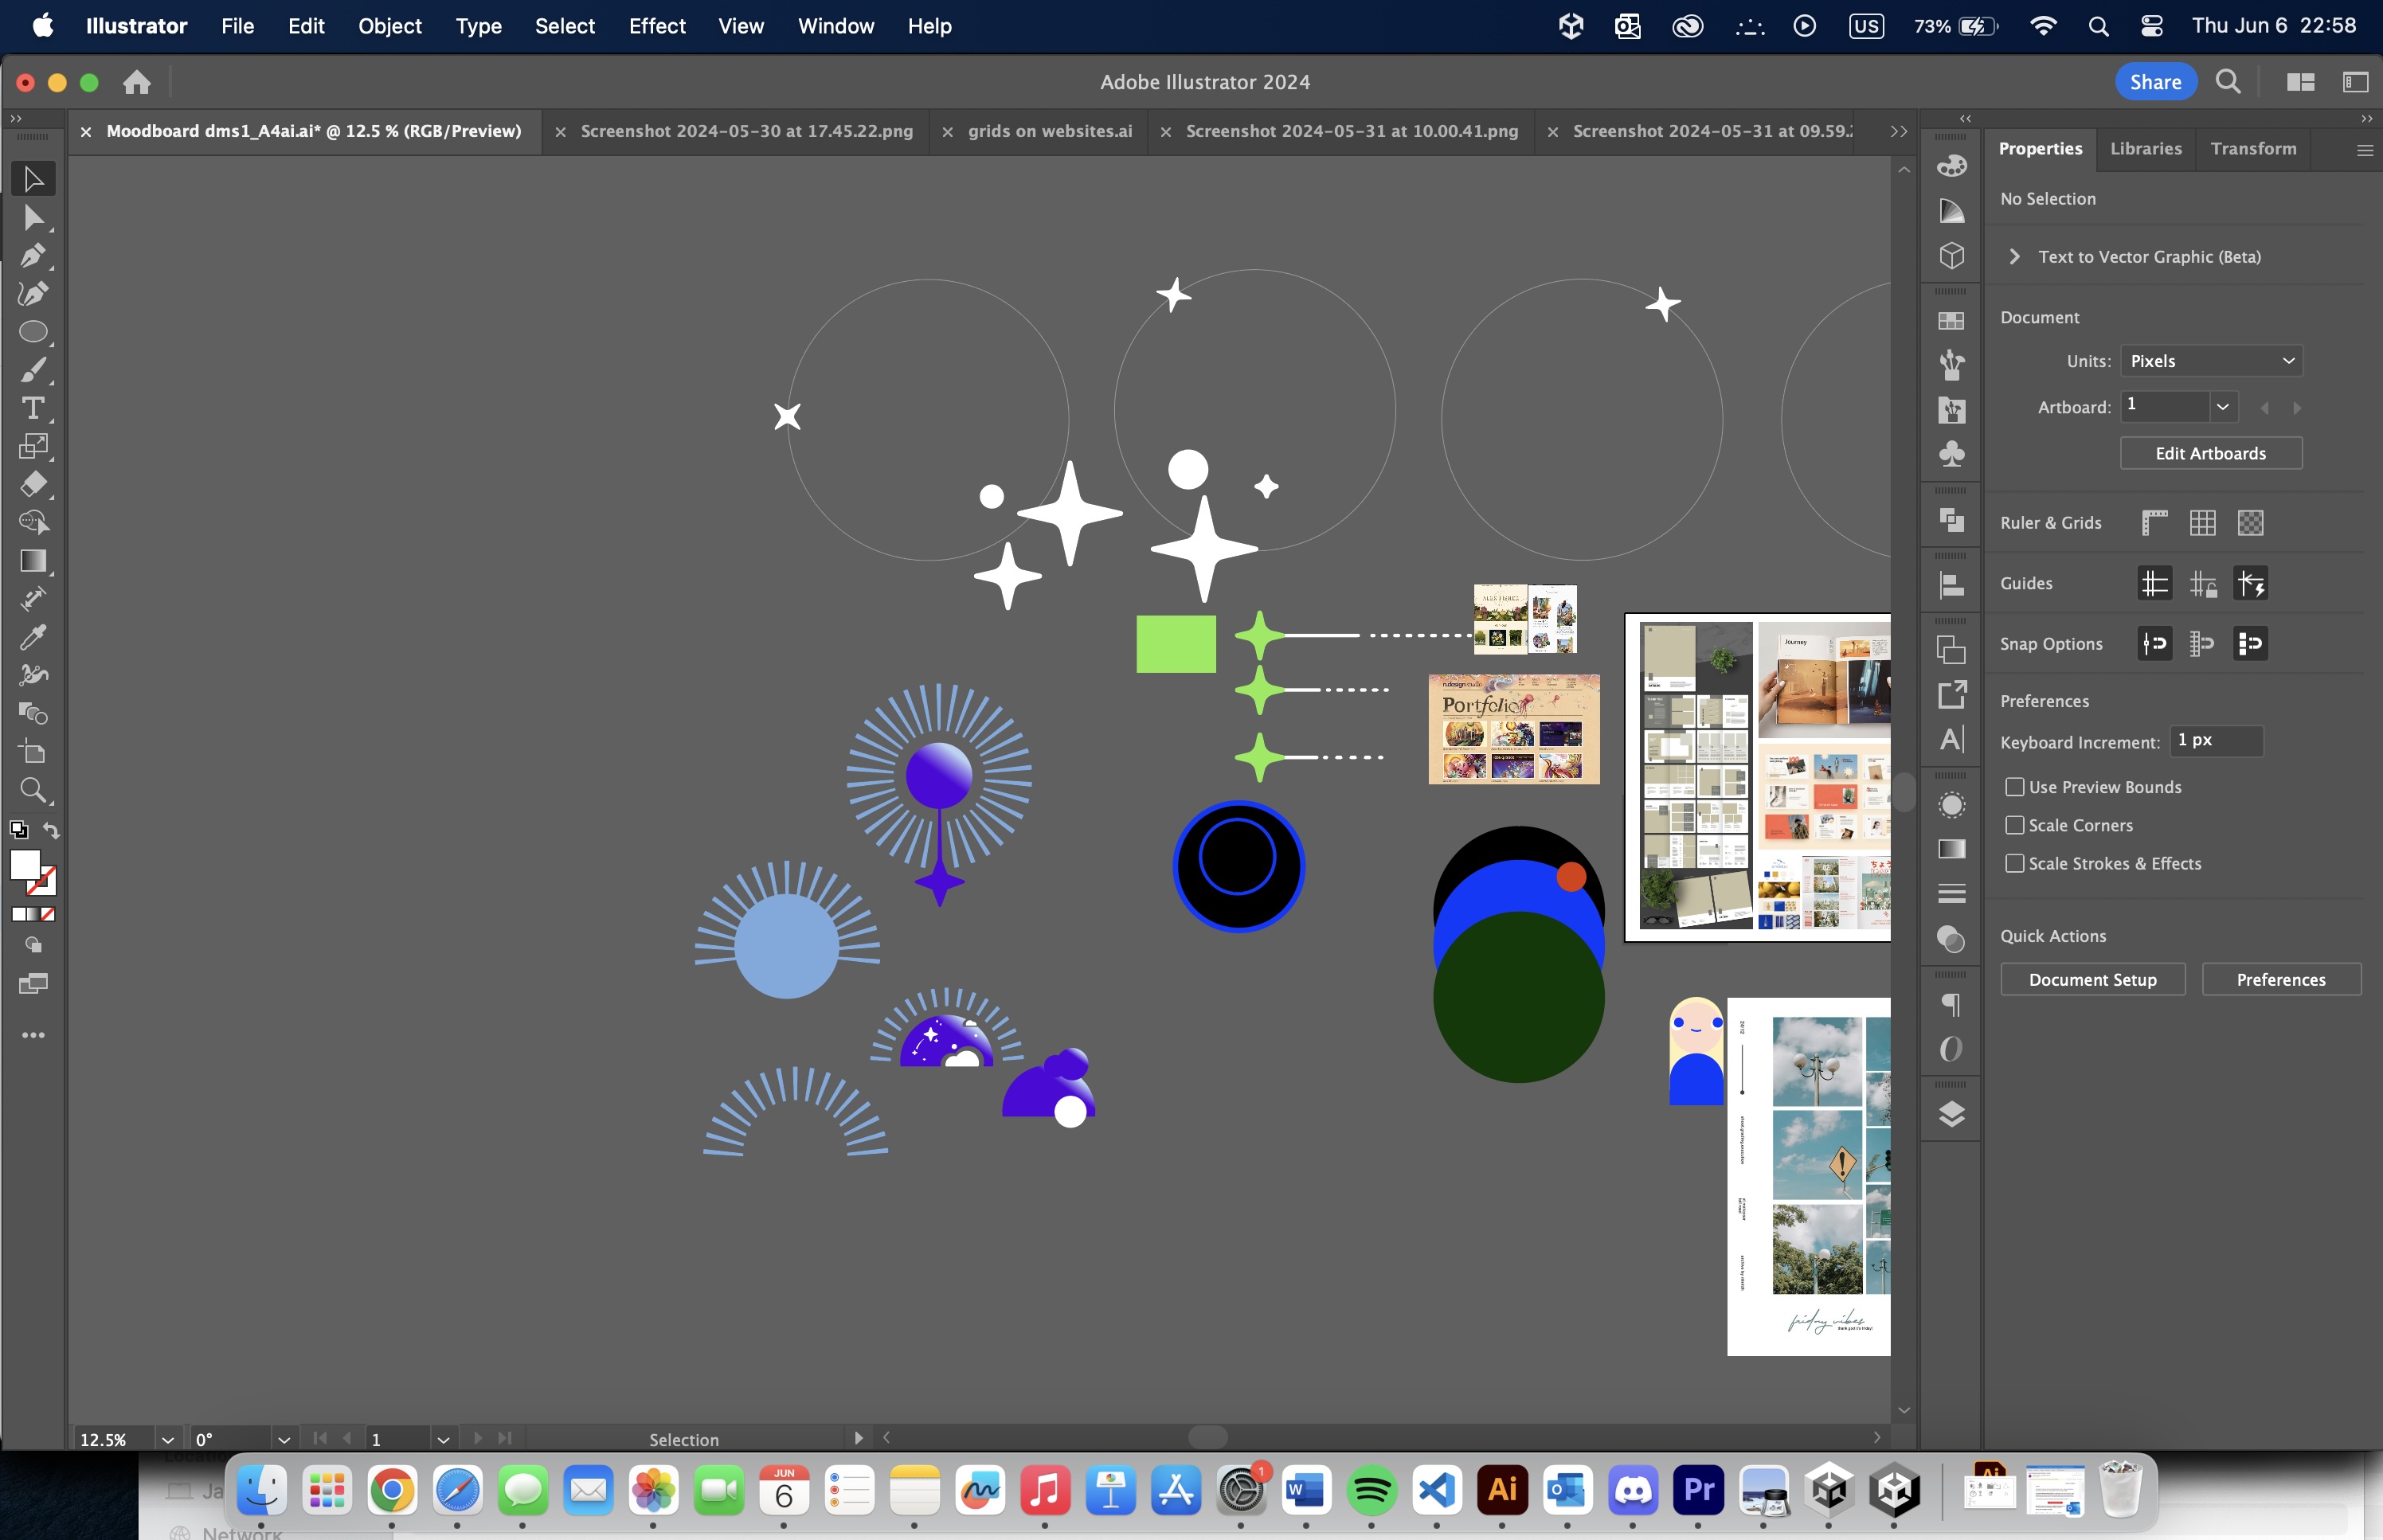 Illustrator File Edit Object Type Select Effect View Window Help
US 73% Thu Jun 6 22:58
Adobe Illustrator 2024
Share
Moodboard dms1_A4ai.ai* @ 12.5 % (RGB/Preview)
Screenshot 2024-05-30 at 17.45.22.png
grids on websites.ai
Screenshot 2024-05-31 at 10.00.41.png
Screenshot 2024-05-31 at 09.59.
Properties Libraries Transform
No Selection
Text to Vector Graphic (Beta)
Document
Units: Pixels
Artboard: 1
Edit Artboards
Ruler & Grids
Guides
Snap Options
Preferences
Keyboard Increment: 1 px
Use Preview Bounds
Scale Corners
Scale Strokes & Effects
Quick Actions
Document Setup Preferences
Journey
Portfolio
friday vibes
12.5% 0° 1 Selection
Network
JUN
6
1
W
Ai
Pr